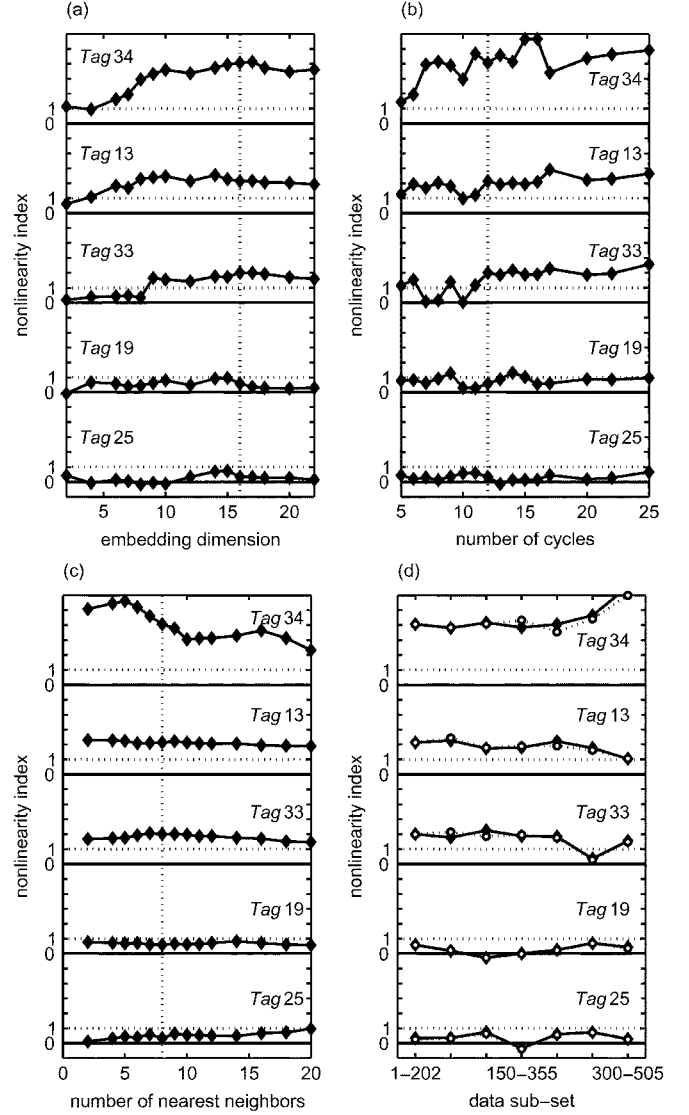 (a)
(b)
Tag 34
Tag 34
1
0
1
0
Tag 13
Tag 13
1
0
1
0
Tag 33
Tag 33
1
0
1
0
Tag 19
Tag 19
1
0
1
0
Tag 25
Tag 25
1
0
1
0
nonlinearity index
nonlinearity index
5 10 15 20
5 10 15 20 25
embedding dimension
number of cycles
(c)
(d)
Tag 34
Tag 34
1
0
1
0
Tag 13
Tag 13
1
0
1
0
Tag 33
Tag 33
1
0
1
0
Tag 19
Tag 19
1
0
1
0
Tag 25
Tag 25
1
0
1
0
nonlinearity index
nonlinearity index
0 5 10 15 20
1–202 150–355 300–505
number of nearest neighbors
data sub–set